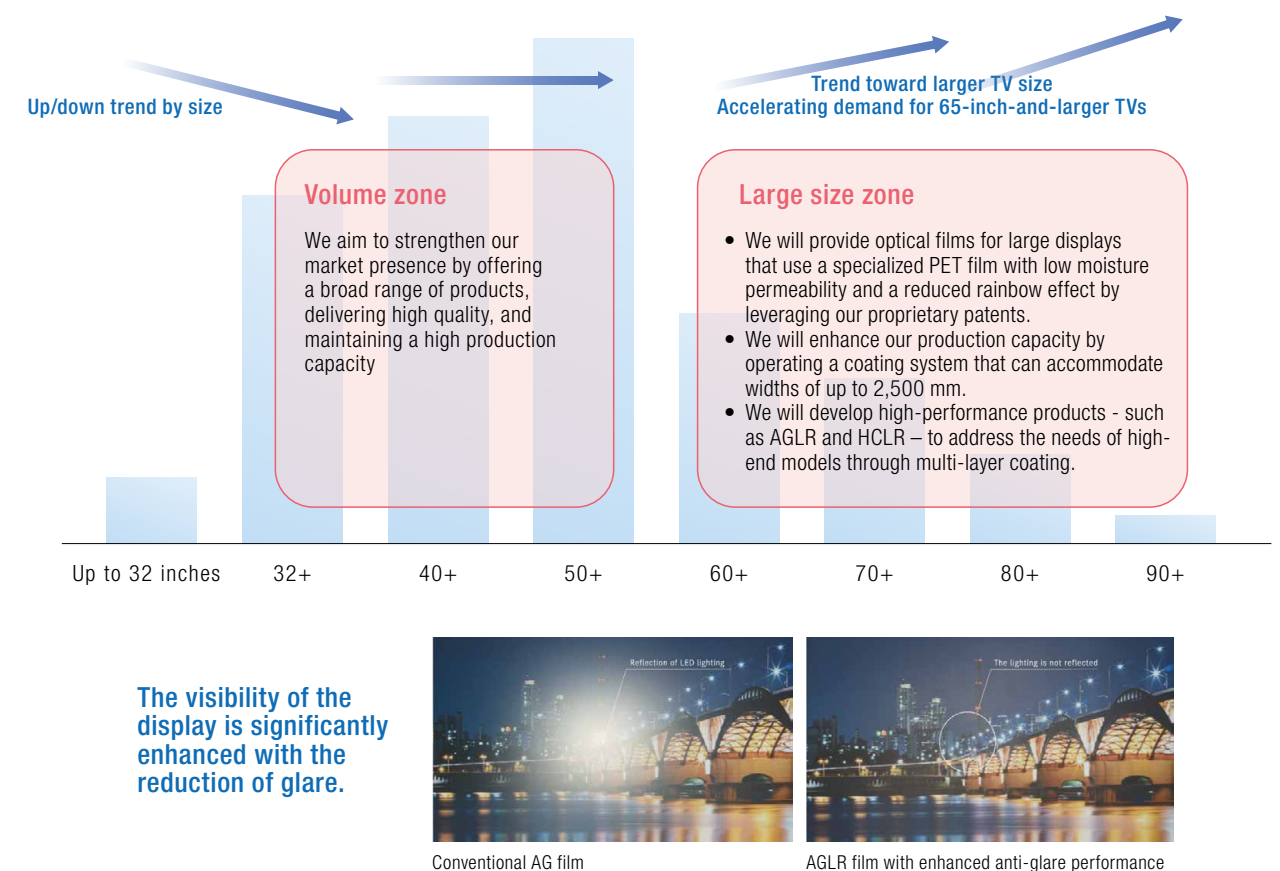 Up/down trend by size
Trend toward larger TV size
Accelerating demand for 65-inch-and-larger TVs
Volume zone
We aim to strengthen our
market presence by offering
a broad range of products,
delivering high quality, and
maintaining a high production
capacity
Large size zone
• We will provide optical films for large displays
that use a specialized PET film with low moisture
permeability and a reduced rainbow effect by
leveraging our proprietary patents.
• We will enhance our production capacity by
operating a coating system that can accommodate
widths of up to 2,500 mm.
• We will develop high-performance products - such
as AGLR and HCLR – to address the needs of high-
end models through multi-layer coating.
Up to 32 inches 32+ 40+ 50+ 60+ 70+ 80+ 90+
The visibility of the
display is significantly
enhanced with the
reduction of glare.
Reflection of LED lighting
The lighting is not reflected
Conventional AG film
AGLR film with enhanced anti-glare performance